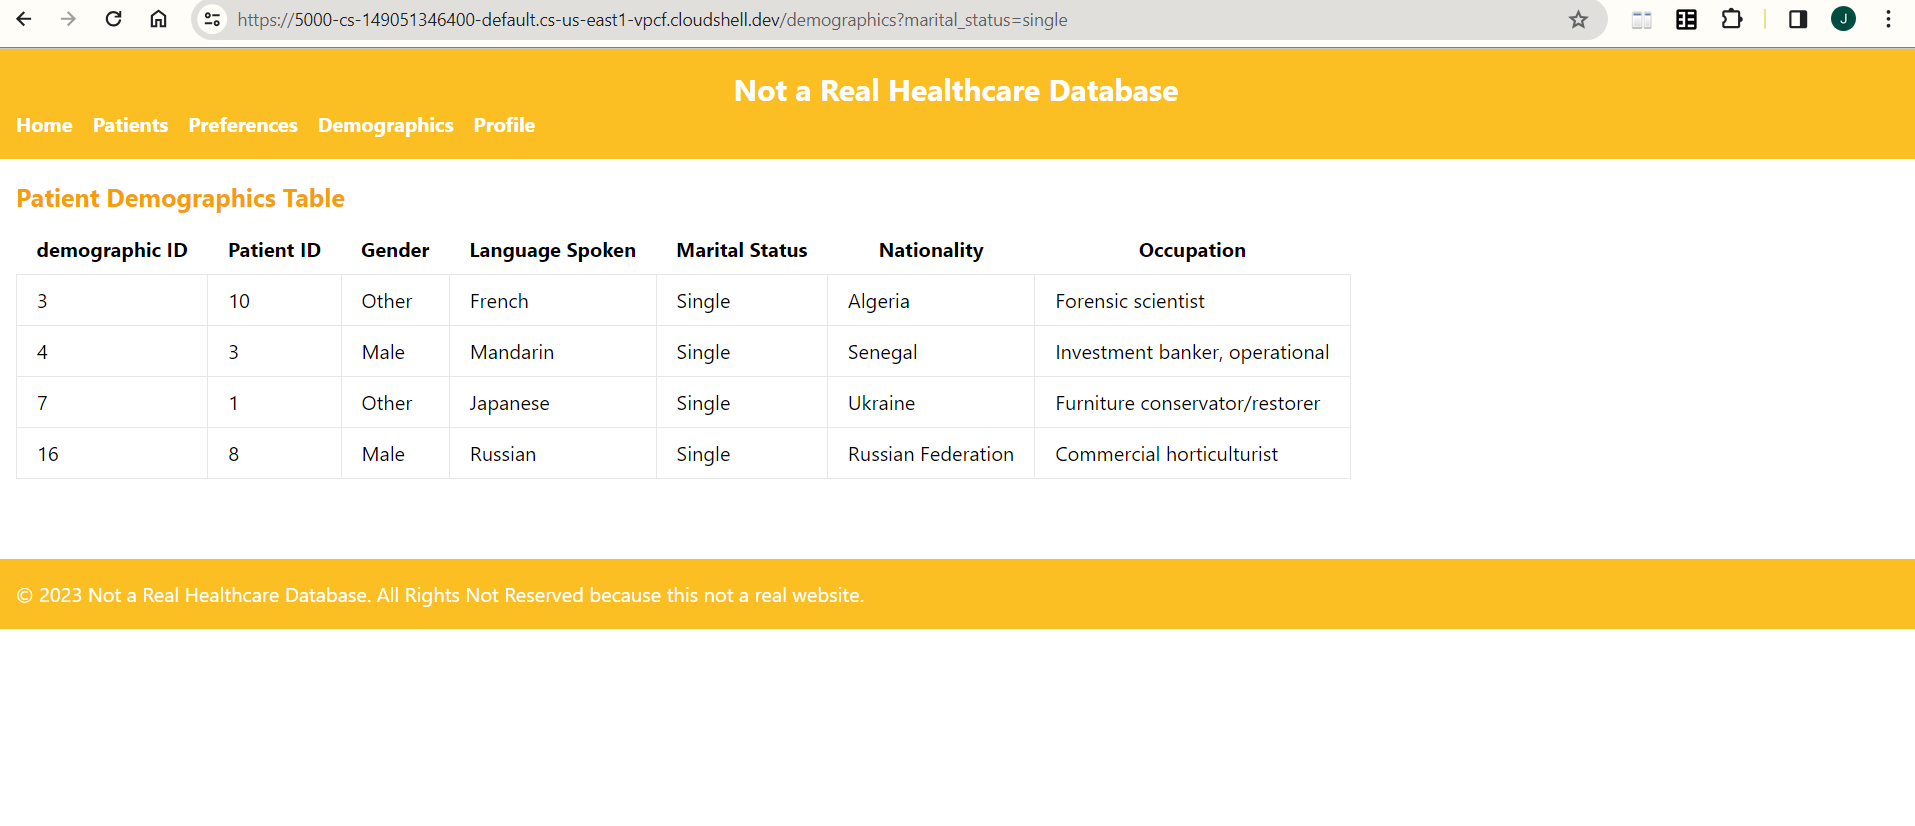 https://5000-cs-149051346400-default.cs-us-east1-vpcf.cloudshell.dev/demographics?marital_status=single
J
Not a Real Healthcare Database
Home Patients Preferences Demographics Profile
Patient Demographics Table
demographic ID Patient ID Gender Language Spoken Marital Status Nationality Occupation
3 10 Other French Single Algeria Forensic scientist
4 3 Male Mandarin Single Senegal Investment banker, operational
7 1 Other Japanese Single Ukraine Furniture conservator/restorer
16 8 Male Russian Single Russian Federation Commercial horticulturist
© 2023 Not a Real Healthcare Database. All Rights Not Reserved because this not a real website.